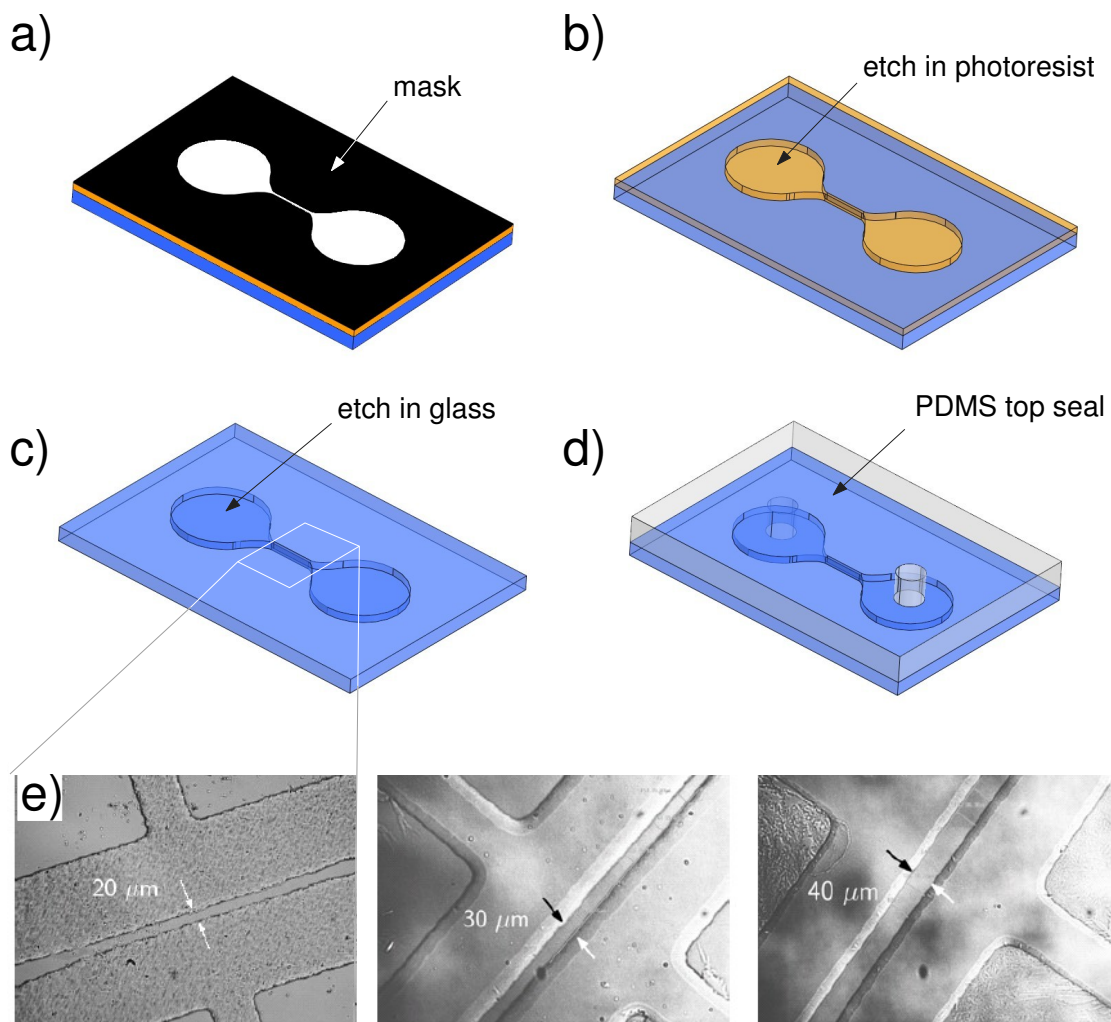 a)
mask
b)
etch in photoresist
c)
etch in glass
d)
PDMS top seal
e)
20 μm
30 μm
40 μm